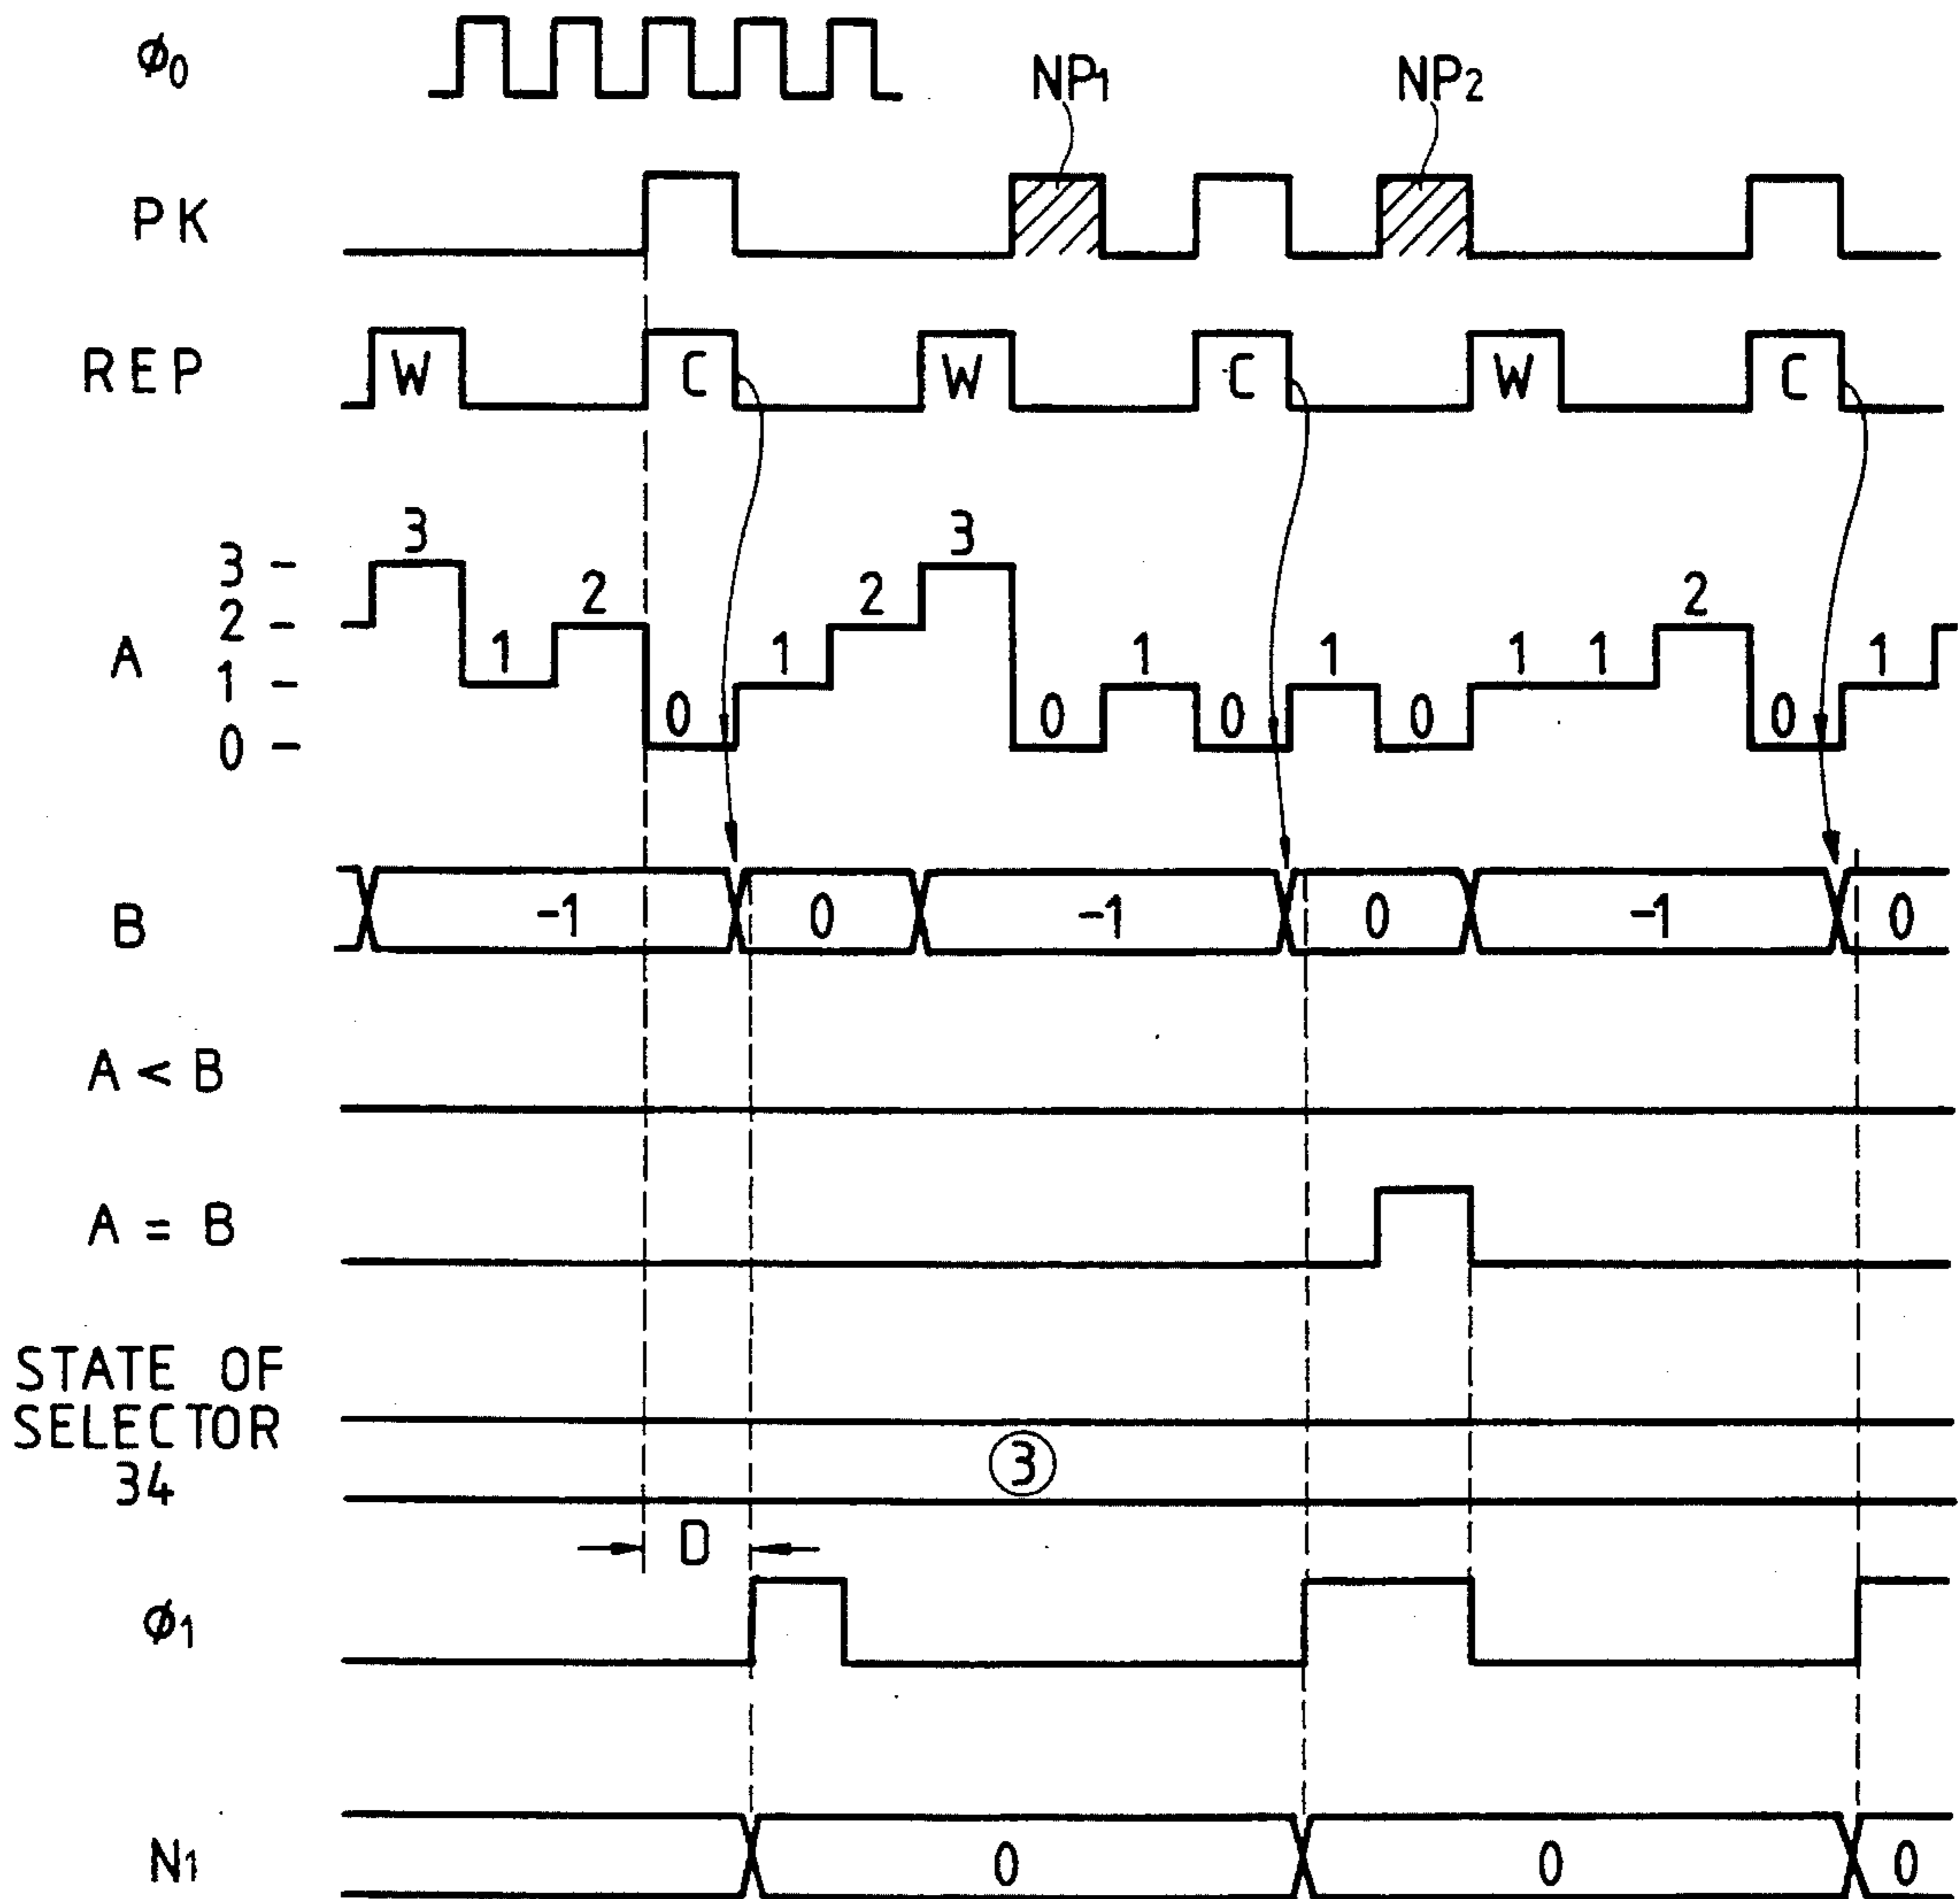 ϕ0
NP1 NP2
PK
REP W C W C W C
A
3
2
1
0
3 1 2 0 1 2 3 0 1 0 1 0 1 1 2 0 1
B -1 0 -1 0 -1 0
A < B
A = B
STATE OF
SELECTOR
34
③
D
ϕ1
N1 0 0 0